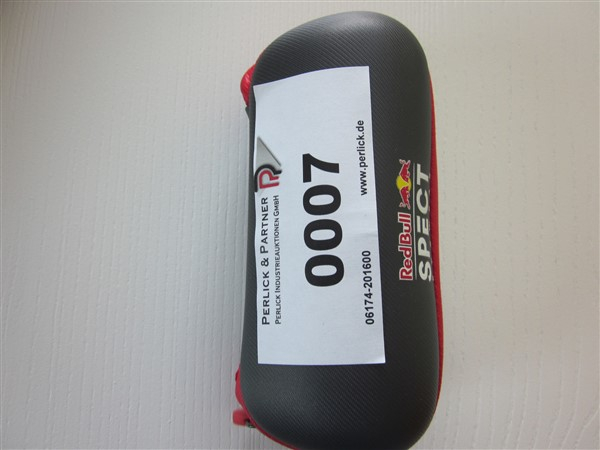 PERLICK & PARTNER
PERLICK INDUSTRIEAUKTIONEN GMBH
0007
06174-201600
www.perlick.de
Red Bull
SPECT